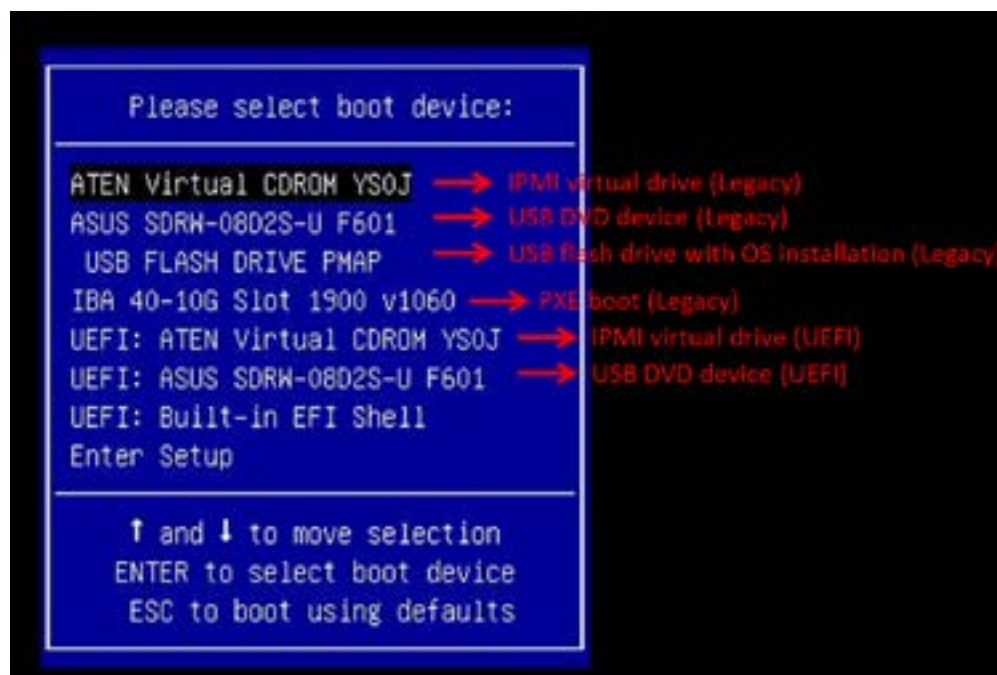 Please select boot device:
ATEN Virtual CDROM YS0J → IPMI virtual drive (Legacy)
ASUS SDRW-08D2S-U F601 → USB DVD device (Legacy)
USB FLASH DRIVE PMAP → USB flash drive with OS installation (Legacy
IBA 40-10G Slot 1900 v1060 → PXE boot (Legacy)
UEFI: ATEN Virtual CDROM YS0J → IPMI virtual drive (UEFI)
UEFI: ASUS SDRW-08D2S-U F601 → USB DVD device (UEFI)
UEFI: Built-in EFI Shell
Enter Setup
↑ and ↓ to move selection
ENTER to select boot device
ESC to boot using defaults